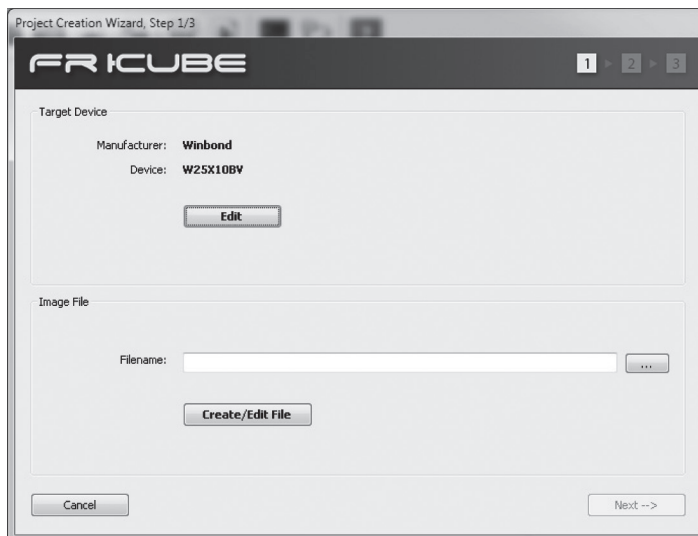 Project Creation Wizard, Step 1/3
FRICUBE
1 2 3
Target Device
Manufacturer: Winbond
Device: W25X10BV
Edit
Image File
Filename:
...
Create/Edit File
Cancel
Next -->